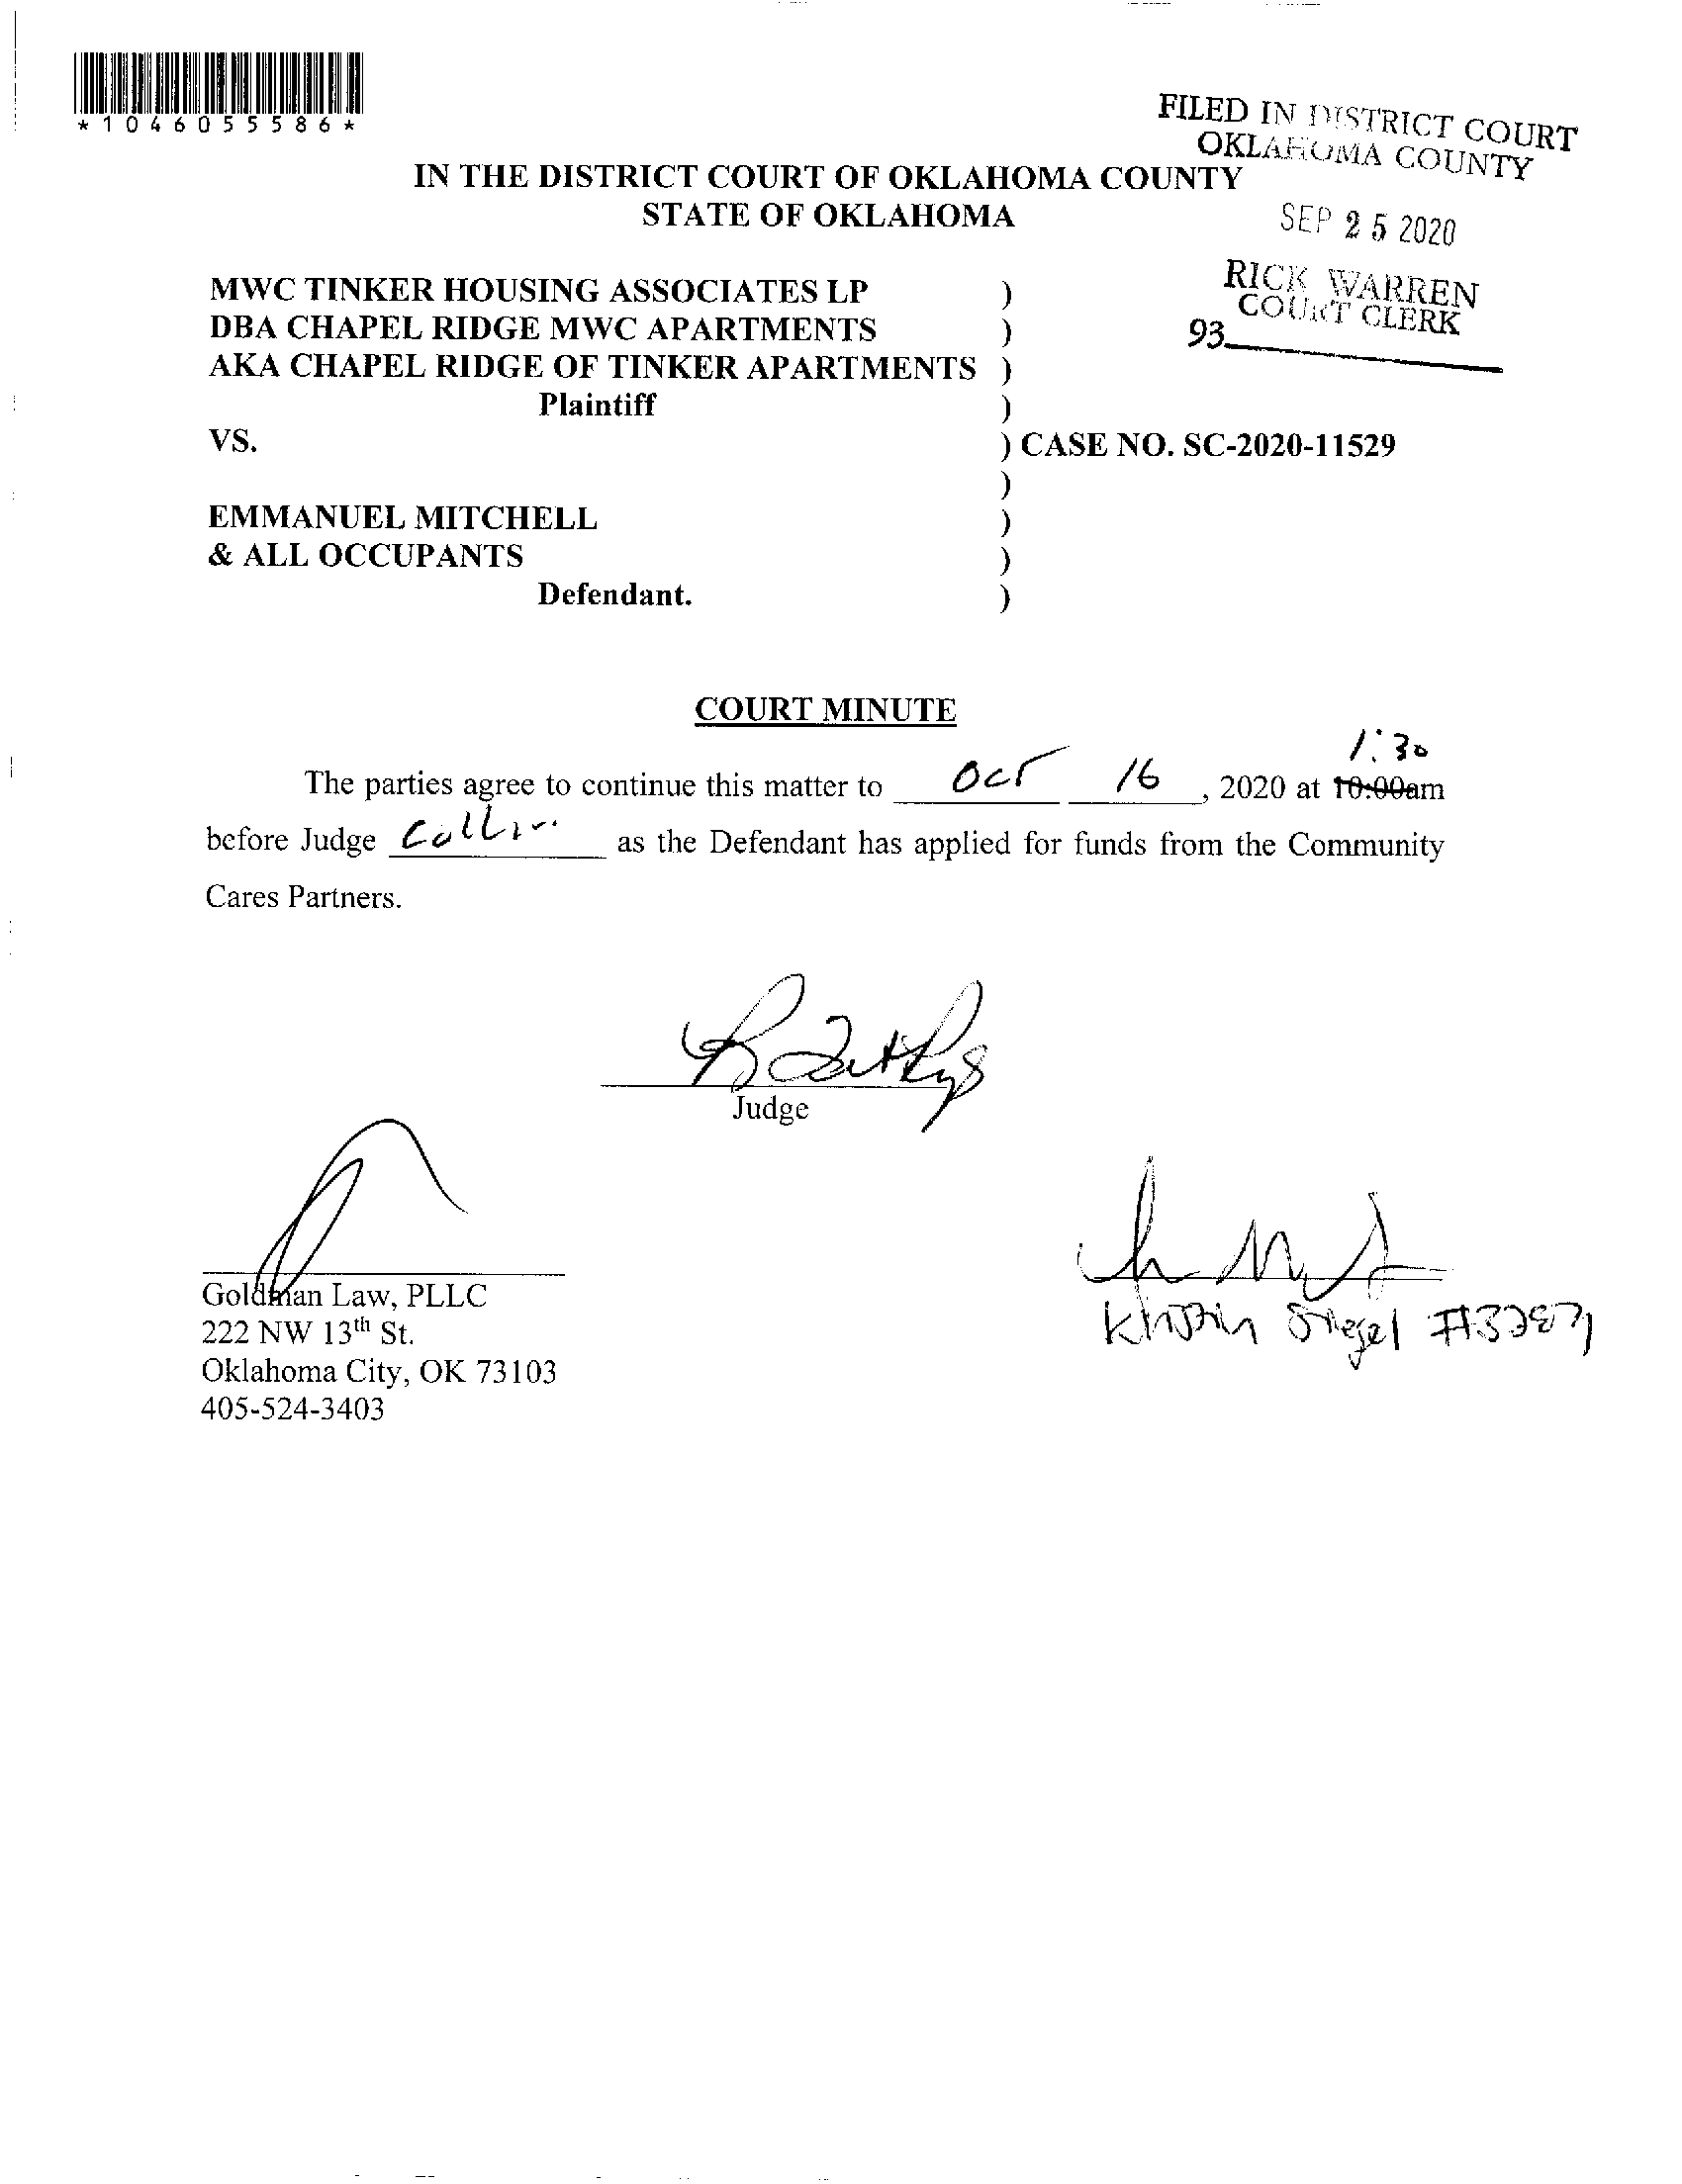 *1046055586*
FILED IN DISTRICT COURT
OKLAHOMA COUNTY
IN THE DISTRICT COURT OF OKLAHOMA COUNTY
STATE OF OKLAHOMA
SEP 25 2020
RICK WARREN
COURT CLERK
93
MWC TINKER HOUSING ASSOCIATES LP )
DBA CHAPEL RIDGE MWC APARTMENTS )
AKA CHAPEL RIDGE OF TINKER APARTMENTS )
Plaintiff )
VS. ) CASE NO. SC-2020-11529
)
EMMANUEL MITCHELL )
& ALL OCCUPANTS )
Defendant. )
COURT MINUTE
1:30
The parties agree to continue this matter to Oct 16, 2020 at 10:00am
before Judge as the Defendant has applied for funds from the Community
Cares Partners.
Judge
Goldman Law, PLLC
222 NW 13th St.
Oklahoma City, OK 73103
405-524-3403
Siegel